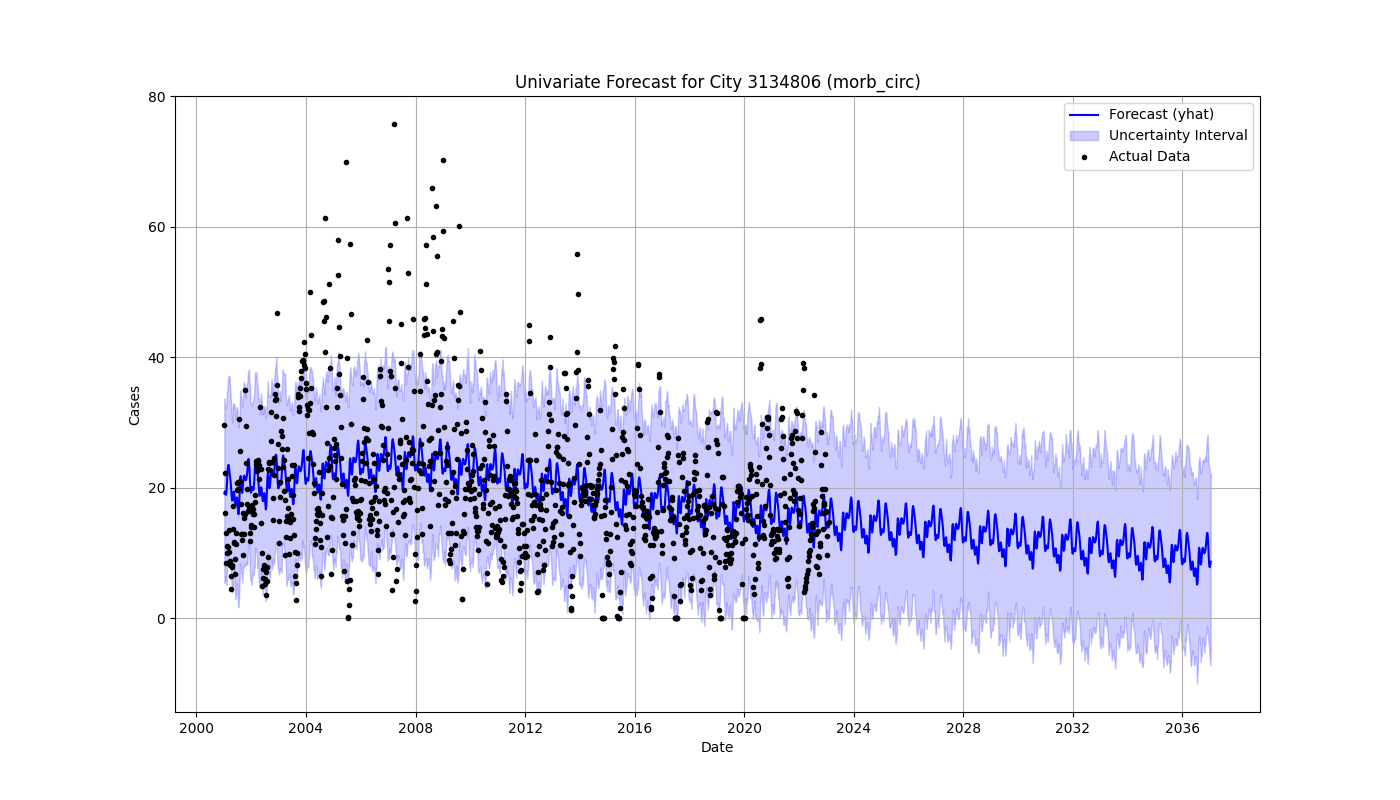 Univariate Forecast for City 3134806 (morb_circ)
Forecast (yhat)
Uncertainty Interval
Actual Data
Cases
80
60
40
20
0
2000 2004 2008 2012 2016 2020 2024 2028 2032 2036
Date